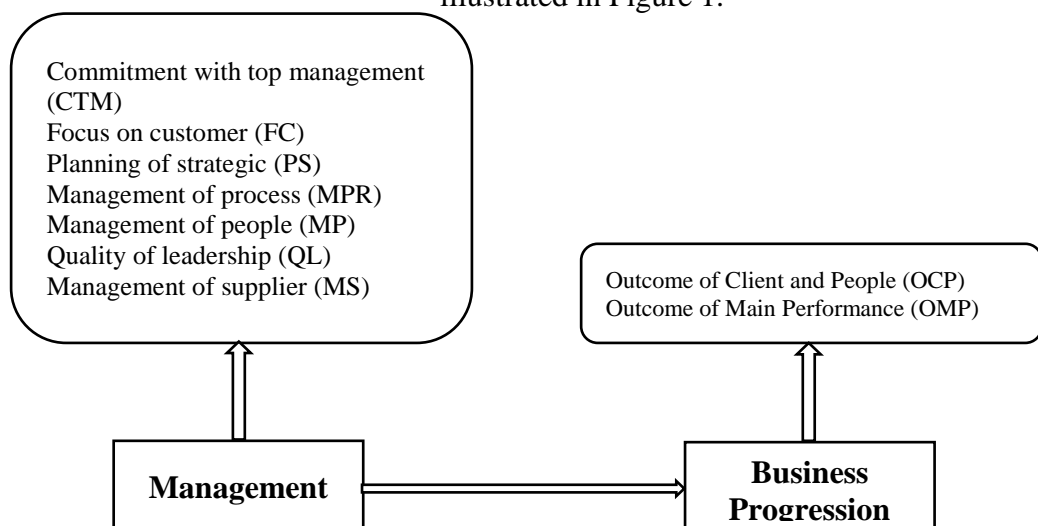 illustrated in Figure 1.
Commitment with top management
(CTM)
Focus on customer (FC)
Planning of strategic (PS)
Management of process (MPR)
Management of people (MP)
Quality of leadership (QL)
Management of supplier (MS)
Outcome of Client and People (OCP)
Outcome of Main Performance (OMP)
Management
Business
Progression